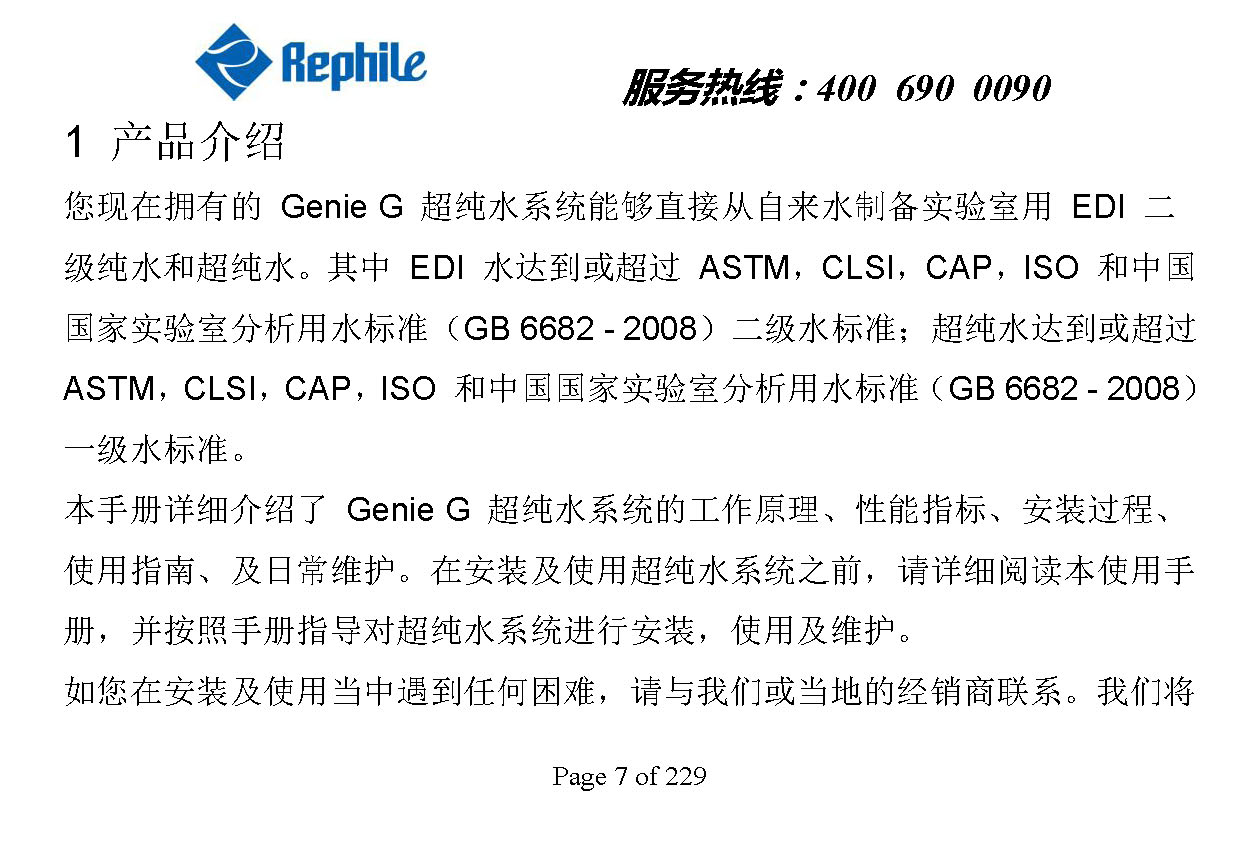 Rephile
服务热线：400 690 0090
1 产品介绍
您现在拥有的 Genie G 超纯水系统能够直接从自来水制备实验室用 EDI 二
级纯水和超纯水。其中 EDI 水达到或超过 ASTM，CLSI，CAP，ISO 和中国
国家实验室分析用水标准（GB 6682 - 2008）二级水标准；超纯水达到或超过
ASTM，CLSI，CAP，ISO 和中国国家实验室分析用水标准（GB 6682 - 2008）
一级水标准。
本手册详细介绍了 Genie G 超纯水系统的工作原理、性能指标、安装过程、
使用指南、及日常维护。在安装及使用超纯水系统之前，请详细阅读本使用手
册，并按照手册指导对超纯水系统进行安装，使用及维护。
如您在安装及使用当中遇到任何困难，请与我们或当地的经销商联系。我们将
Page 7 of 229